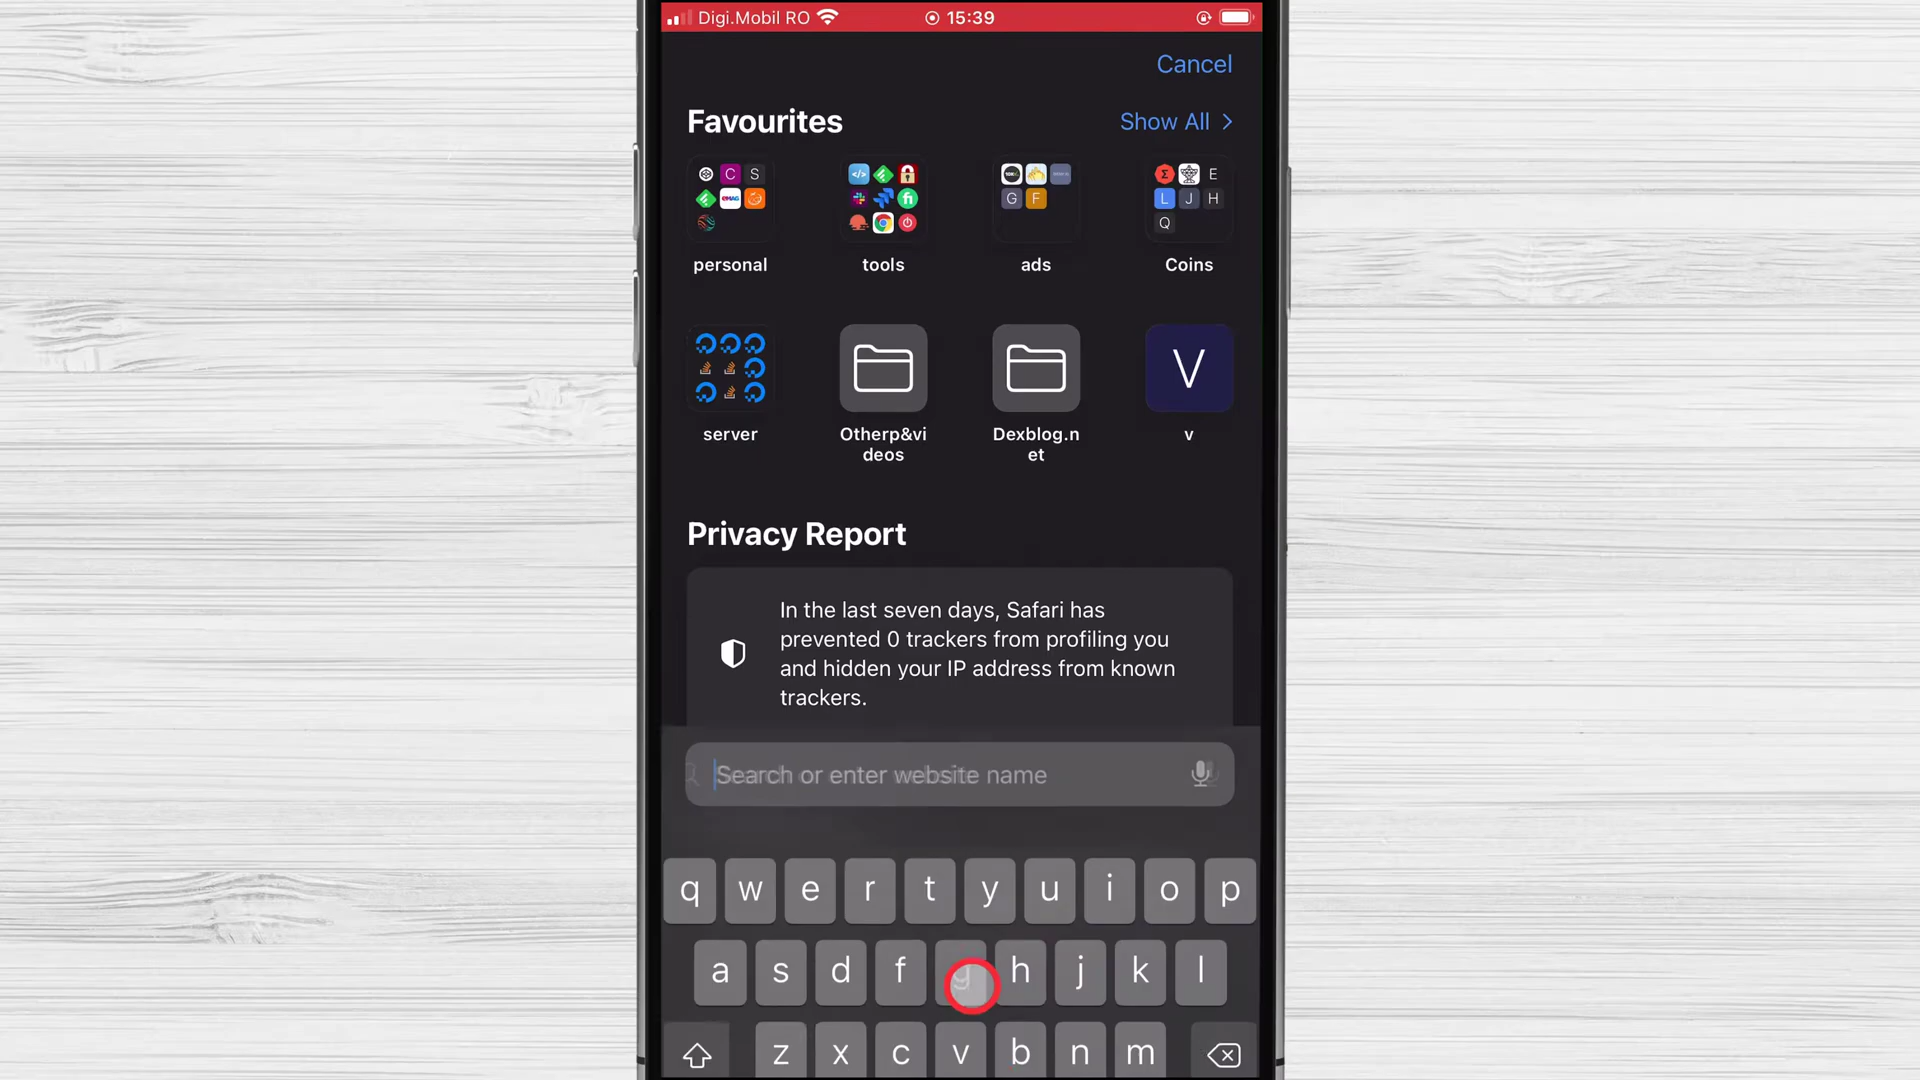 Digi.Mobil RO 15:39
Cancel
Favourites Show All
C S
eMAG
G F
E
L J H
Q
personal tools ads Coins
V
server Otherp&vi
deos Dexblog.n
et v
Privacy Report
In the last seven days, Safari has
prevented 0 trackers from profiling you
and hidden your IP address from known
trackers.
Search or enter website name
q w e r t y u i o p
a s d f g h j k l
z x c v b n m